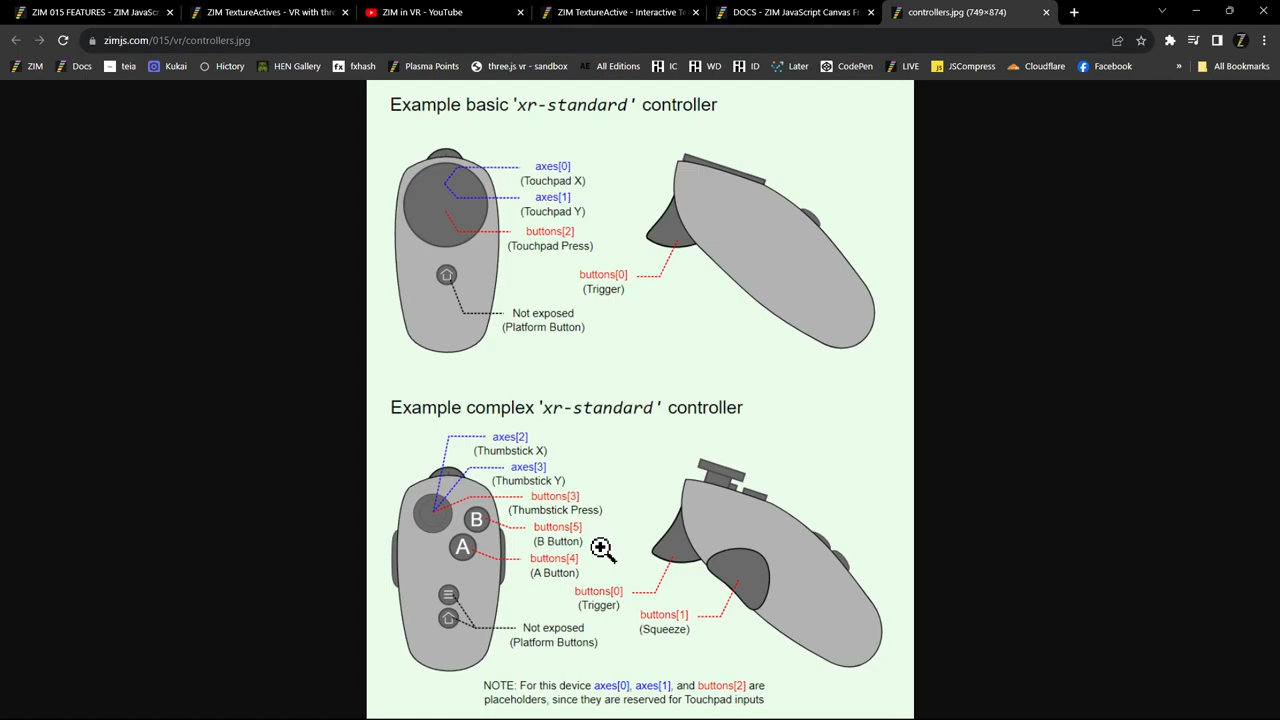 ZIM 015 FEATURES - ZIM JavaSc
ZIM TextureActives - VR with thre
ZIM in VR - YouTube
ZIM TextureActive - Interactive Te
DOCS - ZIM JavaScript Canvas Fr
controllers.jpg (749×874)
zimjs.com/015/vr/controllers.jpg
ZIM
Docs
teia
Kukai
Hictory
HEN Gallery
fxhash
Plasma Points
three.js vr - sandbox
All Editions
IC
WD
ID
Later
CodePen
LIVE
JSCompress
Cloudflare
Facebook
»
All Bookmarks
Example basic 'xr-standard' controller
axes[0]
(Touchpad X)
axes[1]
(Touchpad Y)
buttons[2]
(Touchpad Press)
buttons[0]
(Trigger)
Not exposed
(Platform Button)
Example complex 'xr-standard' controller
axes[2]
(Thumbstick X)
axes[3]
(Thumbstick Y)
buttons[3]
(Thumbstick Press)
B
buttons[5]
(B Button)
A
buttons[4]
(A Button)
buttons[0]
(Trigger)
buttons[1]
(Squeeze)
Not exposed
(Platform Buttons)
NOTE: For this device axes[0], axes[1], and buttons[2] are
placeholders, since they are reserved for Touchpad inputs